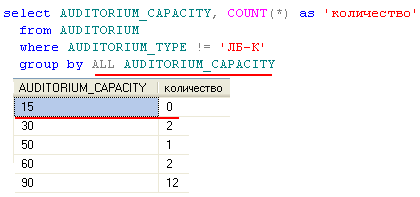 select AUDITORIUM_CAPACITY, COUNT(*) as 'количество'
from AUDITORIUM
where AUDITORIUM_TYPE != 'ЛБ-К'
group by ALL AUDITORIUM_CAPACITY
AUDITORIUM_CAPACITY количество
15 0
30 2
50 1
60 2
90 12